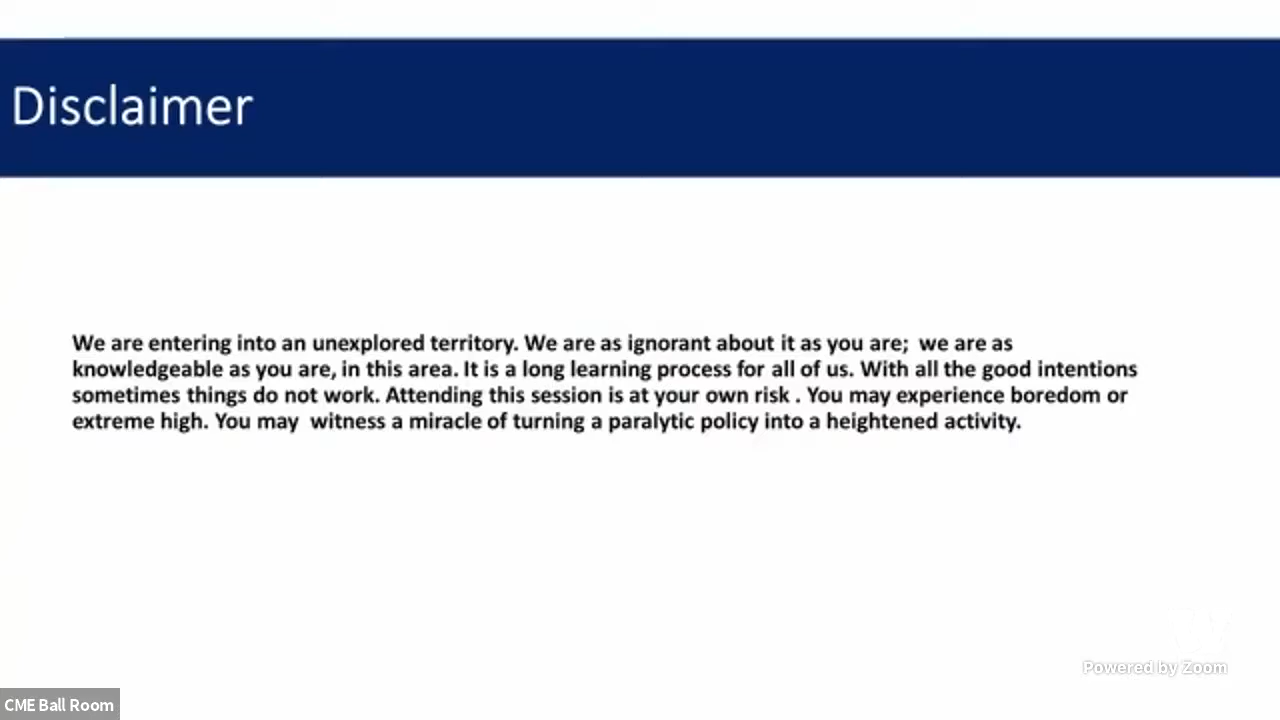 Disclaimer
We are entering into an unexplored territory. We are as ignorant about it as you are;  we are as
knowledgeable as you are, in this area. It is a long learning process for all of us. With all the good intentions
sometimes things do not work. Attending this session is at your own risk . You may experience boredom or
extreme high. You may  witness a miracle of turning a paralytic policy into a heightened activity.
Powered by Zoom
CME Ball Room